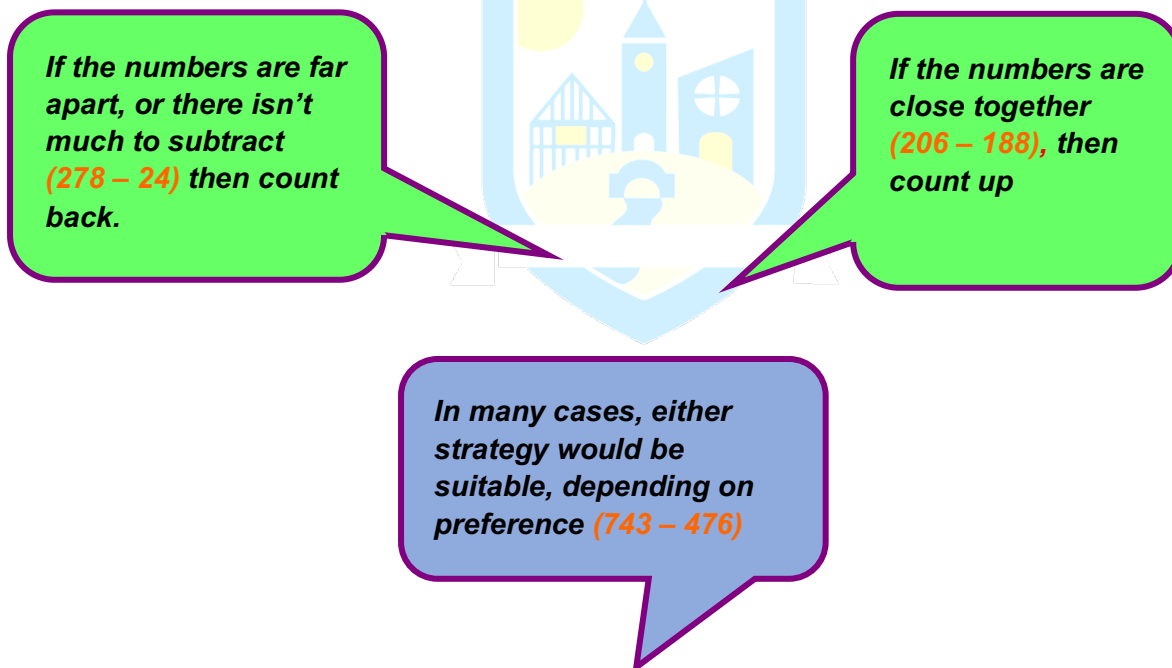 If the numbers are far
apart, or there isn’t
much to subtract
(278 – 24) then count
back.
If the numbers are
close together
(206 – 188), then
count up
In many cases, either
strategy would be
suitable, depending on
preference (743 – 476)